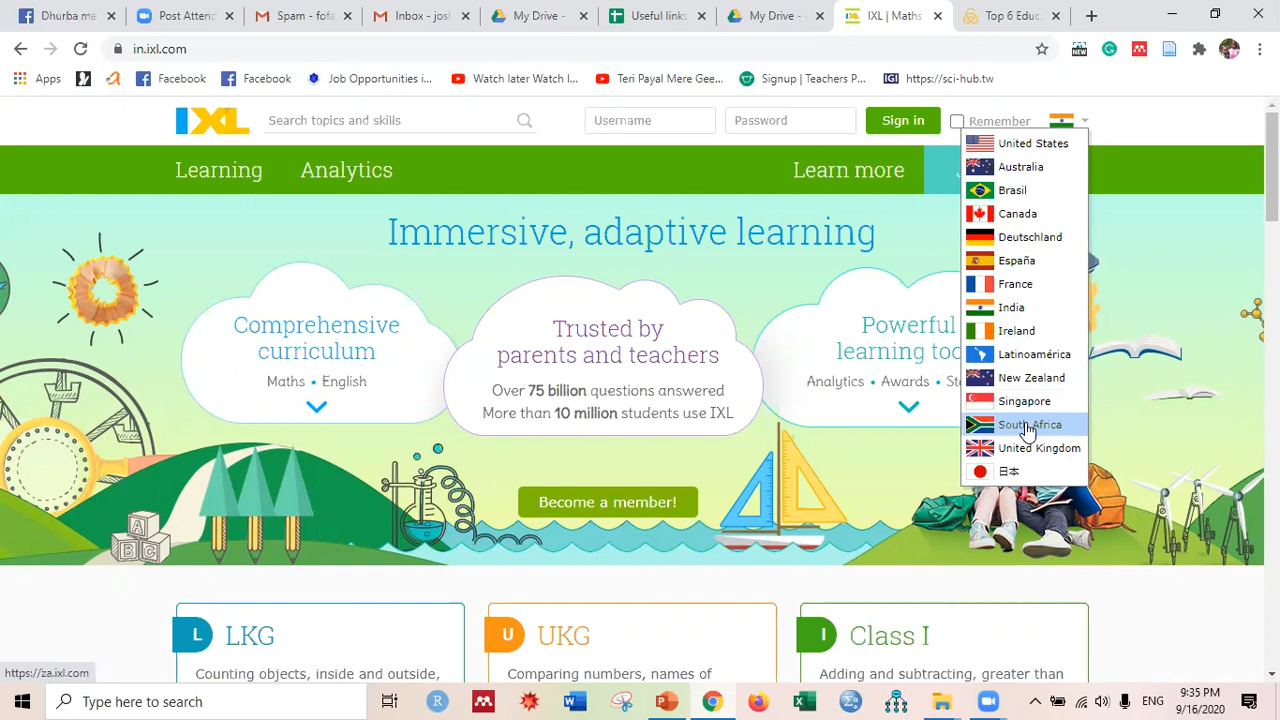 Dhurba m
Post Attend
Spam - fofa
Inbox - josl
My Drive -
Useful links
My Drive - 
IXL | Maths
Top 6 Educ
in.ixl.com
Apps
Facebook
Facebook
Job Opportunities i...
Watch later Watch l...
Teri Payal Mere Gee...
Signup | Teachers P...
IGI https://sci-hub.tw
IXL
Search topics and skills
Username
Password
Sign in
Remember
Learning
Analytics
Learn more
United States
Australia
Brasil
Canada
Deutschland
España
France
India
Ireland
Latinoamérica
New Zealand
Singapore
South Africa
United Kingdom
日本
Immersive, adaptive learning
Comprehensive
curriculum
Maths • English
Trusted by
parents and teachers
Over 75 billion questions answered
More than 10 million students use IXL
Powerful
learning too
Analytics • Awards • St
Become a member!
A
B C
L
LKG
Counting objects, inside and outside,
U
UKG
Comparing numbers, names of
I
Class I
Adding and subtracting, greater than
https://za.ixl.com
Type here to search
ENG
9:35 PM
9/16/2020